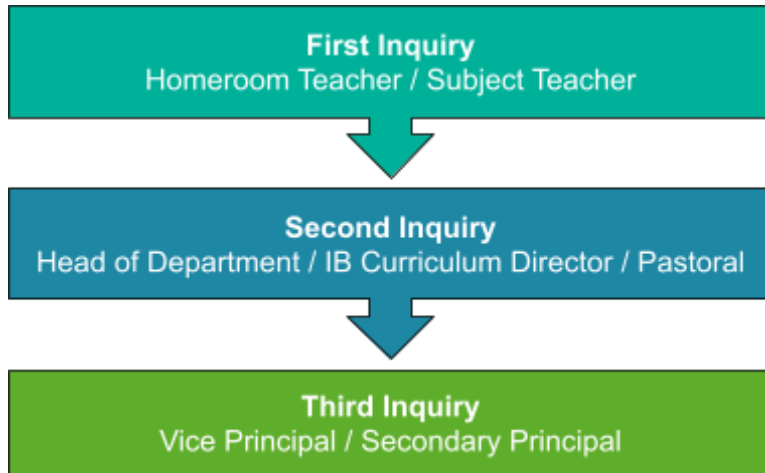 First Inquiry
Homeroom Teacher / Subject Teacher
Second Inquiry
Head of Department / IB Curriculum Director / Pastoral
Third Inquiry
Vice Principal / Secondary Principal